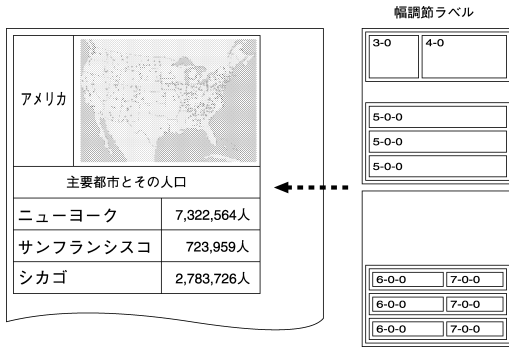 幅調節ラベル
アメリカ
主要都市とその人口
ニューヨーク 7,322,564人
サンフランシスコ 723,959人
シカゴ 2,783,726人
3-0 4-0
5-0-0
5-0-0
5-0-0
6-0-0 7-0-0
6-0-0 7-0-0
6-0-0 7-0-0